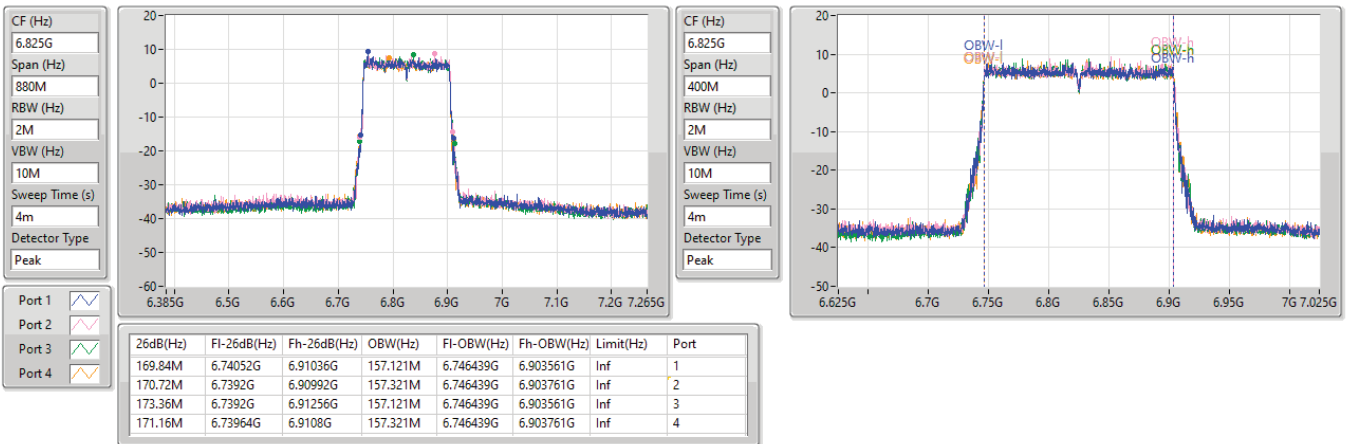 CF (Hz)
6.825G
Span (Hz)
880M
RBW (Hz)
2M
VBW (Hz)
10M
Sweep Time (s)
4m
Detector Type
Peak
20
10
0
-10
-20
-30
-40
-50
-60
6.385G 6.5G 6.6G 6.7G 6.8G 6.9G 7G 7.1G 7.2G 7.265G
CF (Hz)
6.825G
Span (Hz)
400M
RBW (Hz)
2M
VBW (Hz)
10M
Sweep Time (s)
4m
Detector Type
Peak
20
10
0
-10
-20
-30
-40
-50
OBW-l
OBW-l
OBW-h
OBW-h
OBW-h
6.625G 6.7G 6.75G 6.8G 6.85G 6.9G 6.95G 7G 7.025G
Port 1
Port 2
Port 3
Port 4
26dB(Hz) Fl-26dB(Hz) Fh-26dB(Hz) OBW(Hz) Fl-OBW(Hz) Fh-OBW(Hz) Limit(Hz) Port
169.84M 6.74052G 6.91036G 157.121M 6.746439G 6.903561G Inf 1
170.72M 6.7392G 6.90992G 157.321M 6.746439G 6.903761G Inf 2
173.36M 6.7392G 6.91256G 157.121M 6.746439G 6.903561G Inf 3
171.16M 6.73964G 6.9108G 157.321M 6.746439G 6.903761G Inf 4